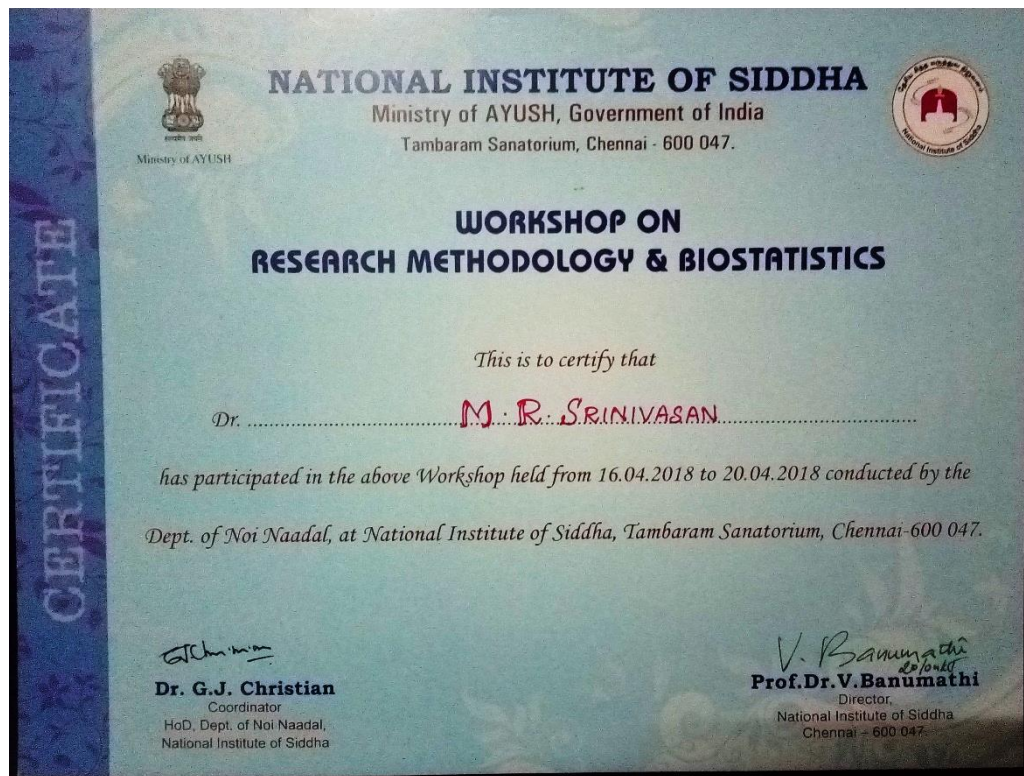 CERTIFICATE
NATIONAL INSTITUTE OF SIDDHA
Ministry of AYUSH, Government of India
Tambaram Sanatorium, Chennai - 600 047.
Ministry of AYUSH
National Institute of Siddha
WORKSHOP ON
RESEARCH METHODOLOGY & BIOSTATISTICS
This is to certify that
Dr. M. R. SRINIVASAN
has participated in the above Workshop held from 16.04.2018 to 20.04.2018 conducted by the
Dept. of Noi Naadal, at National Institute of Siddha, Tambaram Sanatorium, Chennai-600 047.
Dr. G.J. Christian
Coordinator
HoD, Dept. of Noi Naadal,
National Institute of Siddha
V. Banumathi
Prof.Dr.V.Banumathi
Director,
National Institute of Siddha
Chennai – 600 047